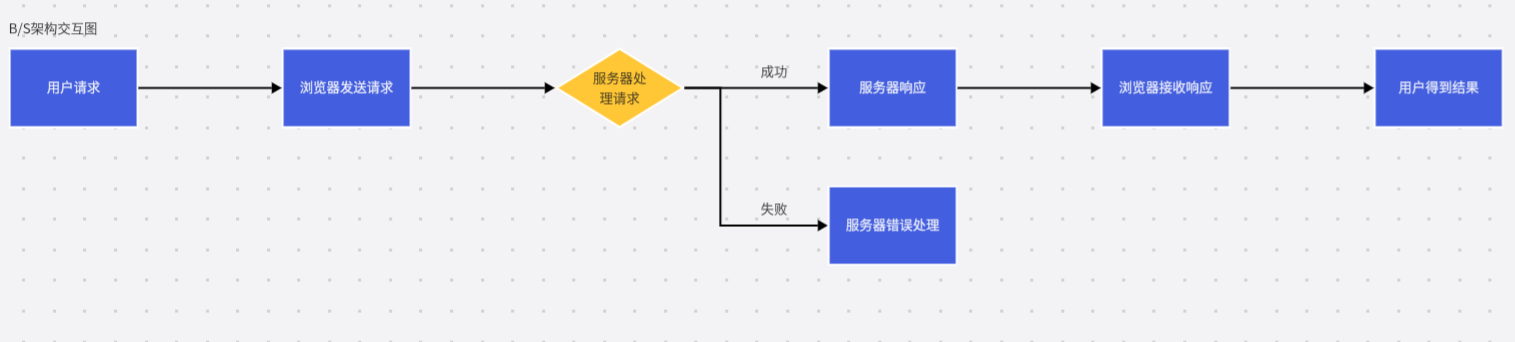 B/S架构交互图
用户请求
浏览器发送请求
服务器处
理请求
成功
服务器响应
浏览器接收响应
用户得到结果
失败
服务器错误处理